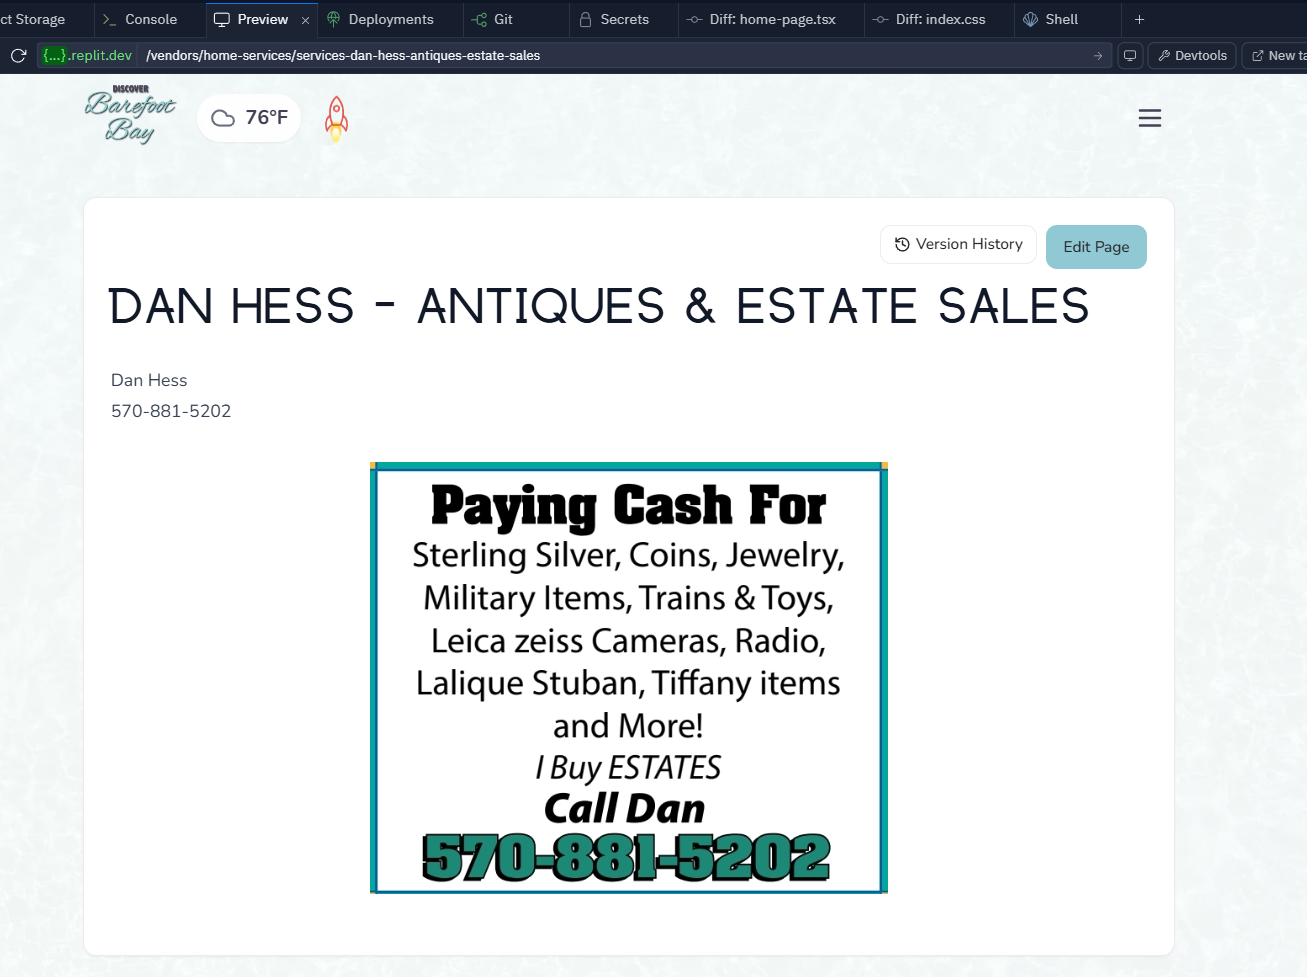 ct Storage
Console
Preview
Deployments
Git
Secrets
Diff: home-page.tsx
Diff: index.css
Shell
{...}.replit.dev
/vendors/home-services/services-dan-hess-antiques-estate-sales
Devtools
New ta
DISCOVER
Barefoot
Bay
76°F
Version History
Edit Page
DAN HESS - ANTIQUES & ESTATE SALES
Dan Hess
570-881-5202
Paying Cash For
Sterling Silver, Coins, Jewelry,
Military Items, Trains & Toys,
Leica zeiss Cameras, Radio,
Lalique Stuban, Tiffany items
and More!
I Buy ESTATES
Call Dan
570-881-5202